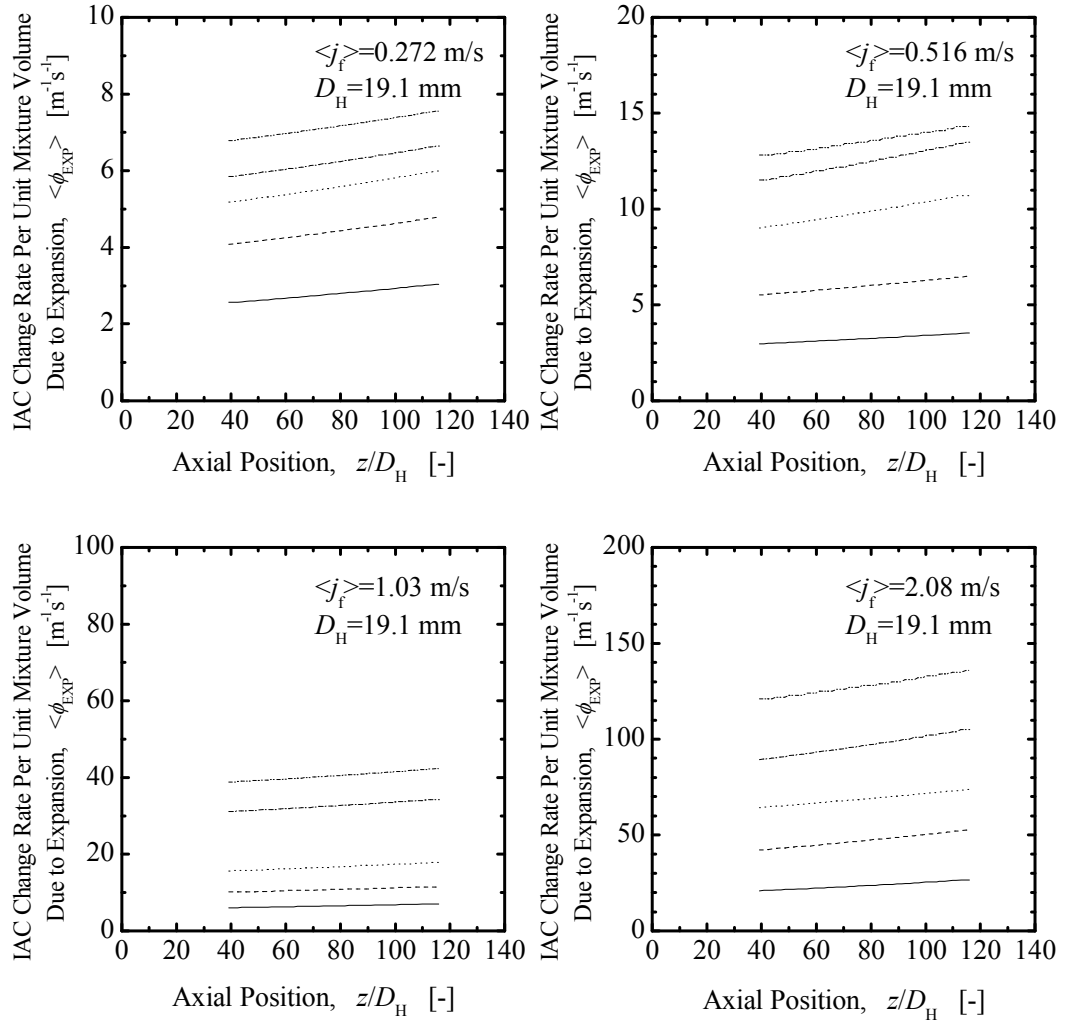 IAC Change Rate Per Unit Mixture Volume
Due to Expansion, <ϕEXP> [m⁻¹s⁻¹]
10
8
6
4
2
0
<jf>=0.272 m/s
DH=19.1 mm
0 20 40 60 80 100 120 140
Axial Position, z/DH [-]
IAC Change Rate Per Unit Mixture Volume
Due to Expansion, <ϕEXP> [m⁻¹s⁻¹]
20
15
10
5
0
<jf>=0.516 m/s
DH=19.1 mm
0 20 40 60 80 100 120 140
Axial Position, z/DH [-]
IAC Change Rate Per Unit Mixture Volume
Due to Expansion, <ϕEXP> [m⁻¹s⁻¹]
100
80
60
40
20
0
<jf>=1.03 m/s
DH=19.1 mm
0 20 40 60 80 100 120 140
Axial Position, z/DH [-]
IAC Change Rate Per Unit Mixture Volume
Due to Expansion, <ϕEXP> [m⁻¹s⁻¹]
200
150
100
50
0
<jf>=2.08 m/s
DH=19.1 mm
0 20 40 60 80 100 120 140
Axial Position, z/DH [-]